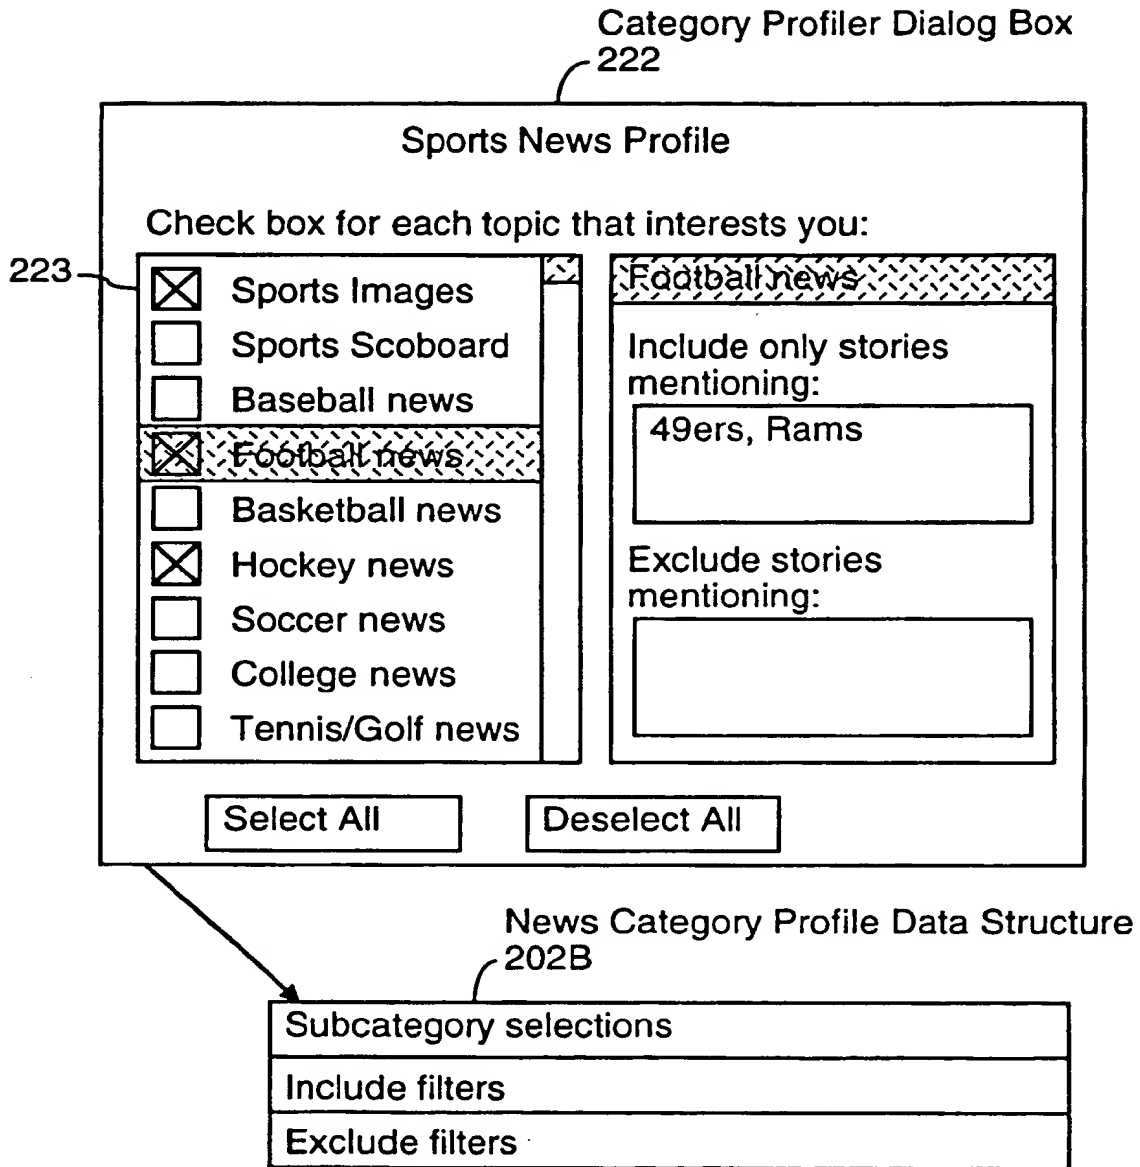 Category Profiler Dialog Box
222
Sports News Profile
Check box for each topic that interests you:
223
Sports Images
Sports Scoboard
Baseball news
Football news
Basketball news
Hockey news
Soccer news
College news
Tennis/Golf news
Football news
Include only stories
mentioning:
49ers, Rams
Exclude stories
mentioning:
Select All
Deselect All
News Category Profile Data Structure
202B
Subcategory selections
Include filters
Exclude filters